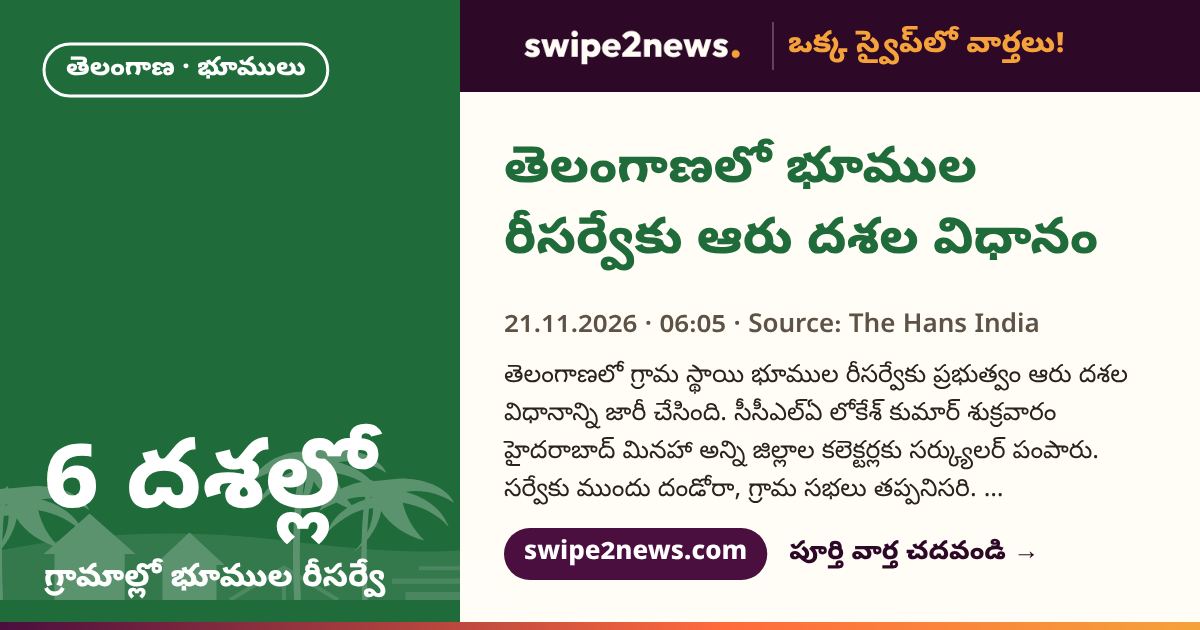 తెలంగాణ · భూములు
6 దశల్లో
గ్రామాల్లో భూముల రీసర్వే
swipe2news.
ఒక్క స్వైప్‌లో వార్తలు!
తెలంగాణలో భూముల
రీసర్వేకు ఆరు దశల విధానం
21.11.2026 · 06:05 · Source: The Hans India
తెలంగాణలో గ్రామ స్థాయి భూముల రీసర్వేకు ప్రభుత్వం ఆరు దశల
విధానాన్ని జారీ చేసింది. సీసీఎల్ఏ లోకేశ్ కుమార్ శుక్రవారం
హైదరాబాద్ మినహా అన్ని జిల్లాల కలెక్టర్లకు సర్క్యులర్ పంపారు.
సర్వేకు ముందు దండోరా, గ్రామ సభలు తప్పనిసరి. ...
swipe2news.com
పూర్తి వార్త చదవండి →